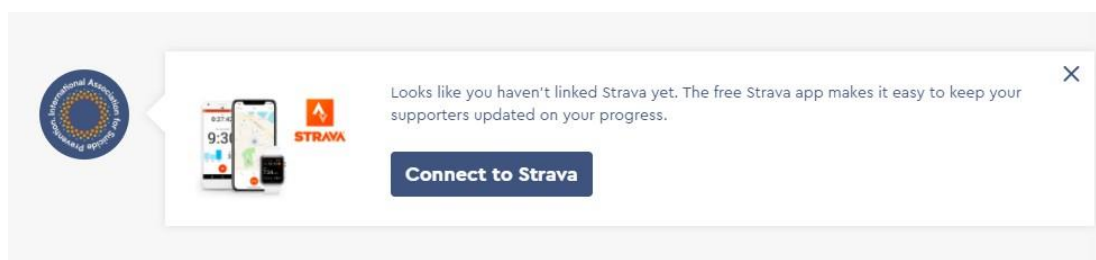 International Association for Suicide Prevention
Looks like you haven't linked Strava yet. The free Strava app makes it easy to keep your
supporters updated on your progress.
STRAVA
Connect to Strava